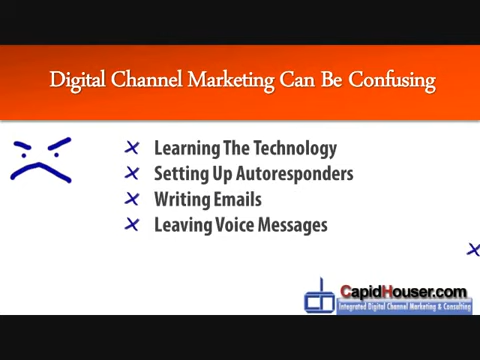 Digital Channel Marketing Can Be Confusing
Learning The Technology
Setting Up Autoresponders
Writing Emails
Leaving Voice Messages
CapidHouser.com
Integrated Digital Channel Marketing & Consulting